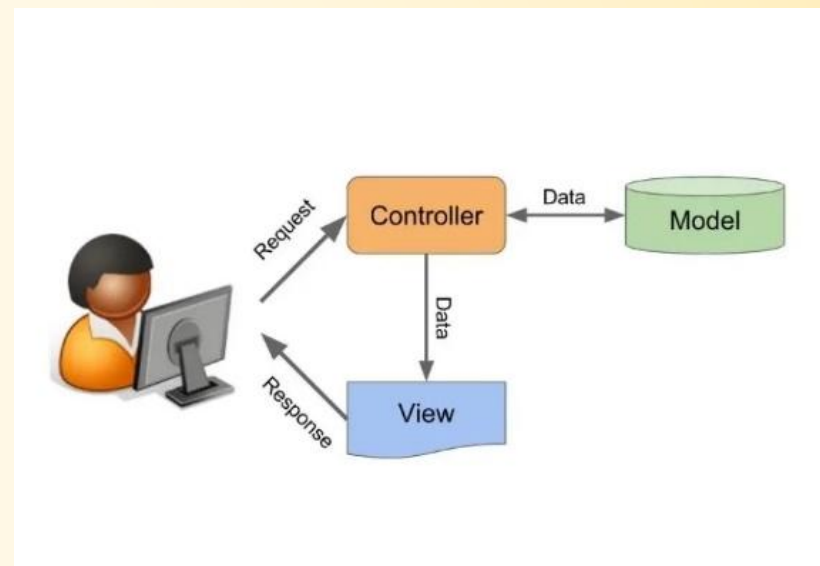 Request
Controller
Data
Model
Data
View
Response